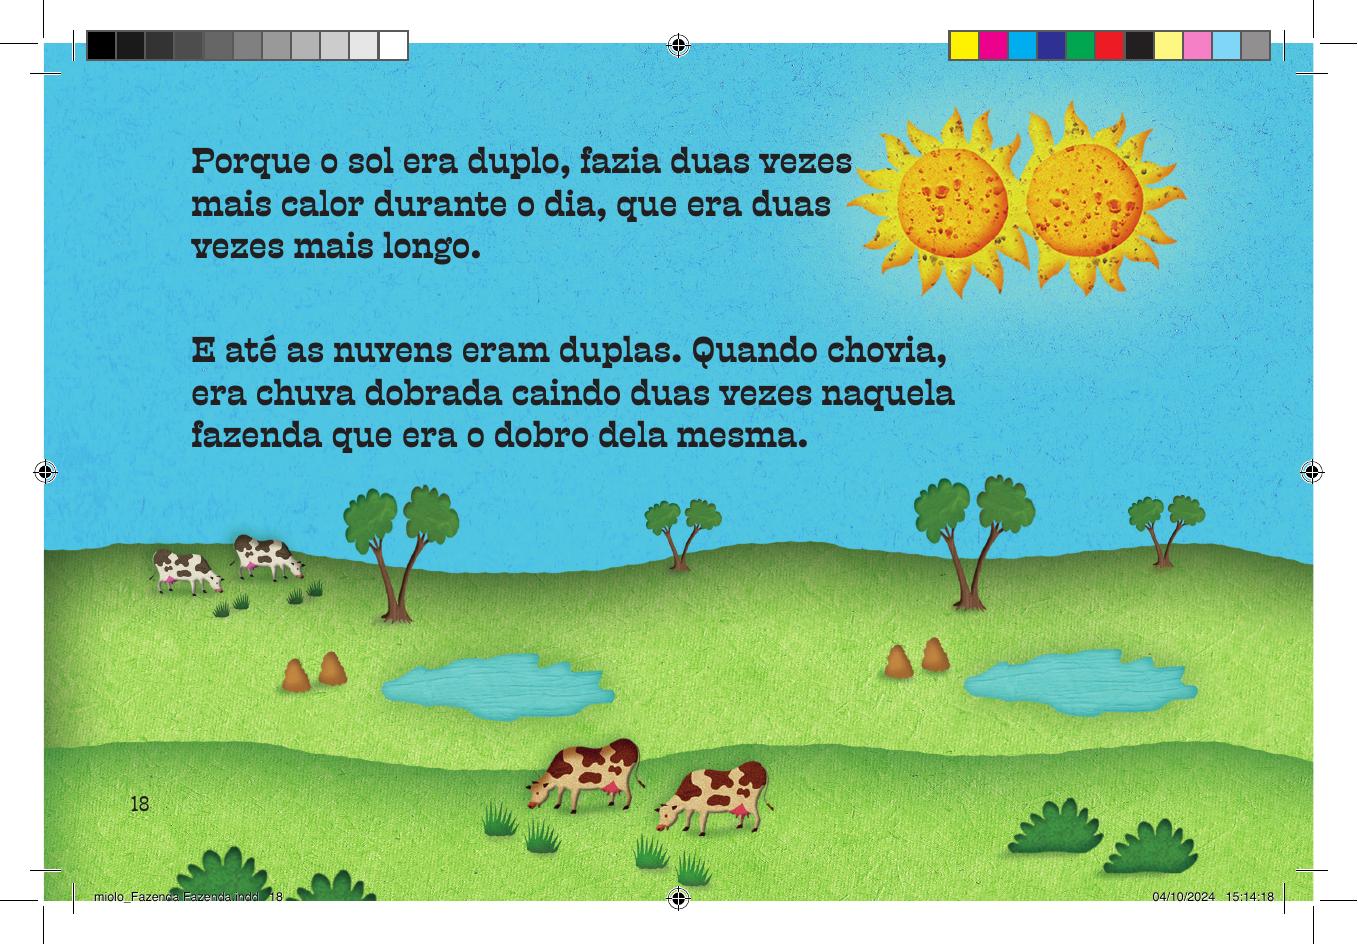 Porque o sol era duplo, fazia duas vezes
mais calor durante o dia, que era duas
vezes mais longo.
E até as nuvens eram duplas. Quando chovia,
era chuva dobrada caindo duas vezes naquela
fazenda que era o dobro dela mesma.
18
miolo_Fazenda Fazenda.indd   18
04/10/2024   15:14:18